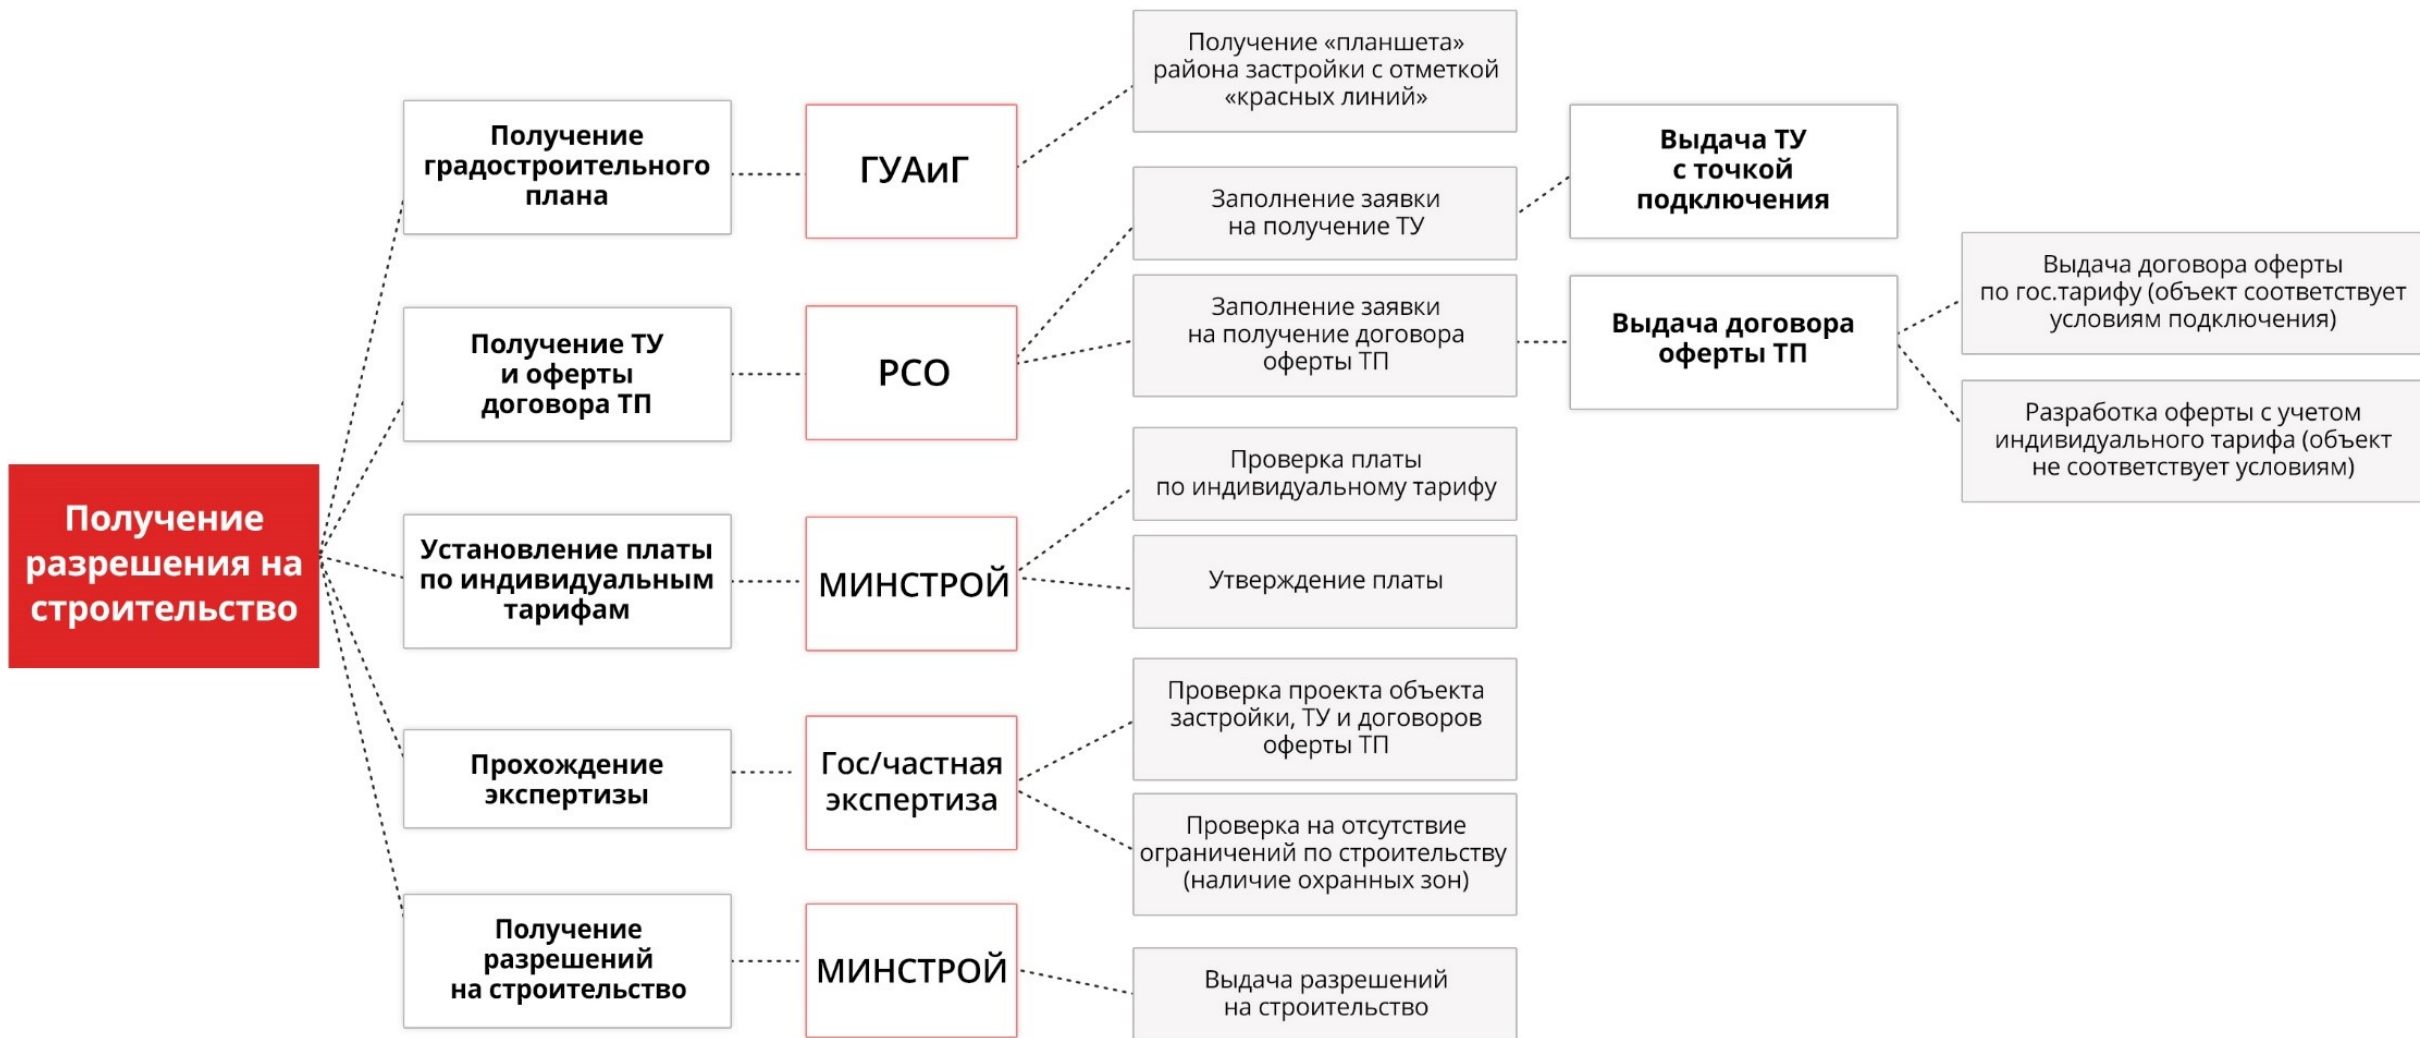 Получение
разрешения на
строительство
Получение
градостроительного
плана
ГУАиГ
Получение «планшета»
района застройки с отметкой
«красных линий»
Получение ТУ
и оферты
договора ТП
РСО
Заполнение заявки
на получение ТУ
Выдача ТУ
с точкой
подключения
Заполнение заявки
на получение договора
оферты ТП
Выдача договора
оферты ТП
Выдача договора оферты
по гос.тарифу (объект соответствует
условиям подключения)
Разработка оферты с учетом
индивидуального тарифа (объект
не соответствует условиям)
Установление платы
по индивидуальным
тарифам
МИНСТРОЙ
Проверка платы
по индивидуальному тарифу
Утверждение платы
Прохождение
экспертизы
Гос/частная
экспертиза
Проверка проекта объекта
застройки, ТУ и договоров
оферты ТП
Проверка на отсутствие
ограничений по строительству
(наличие охранных зон)
Получение
разрешений
на строительство
МИНСТРОЙ
Выдача разрешений
на строительство